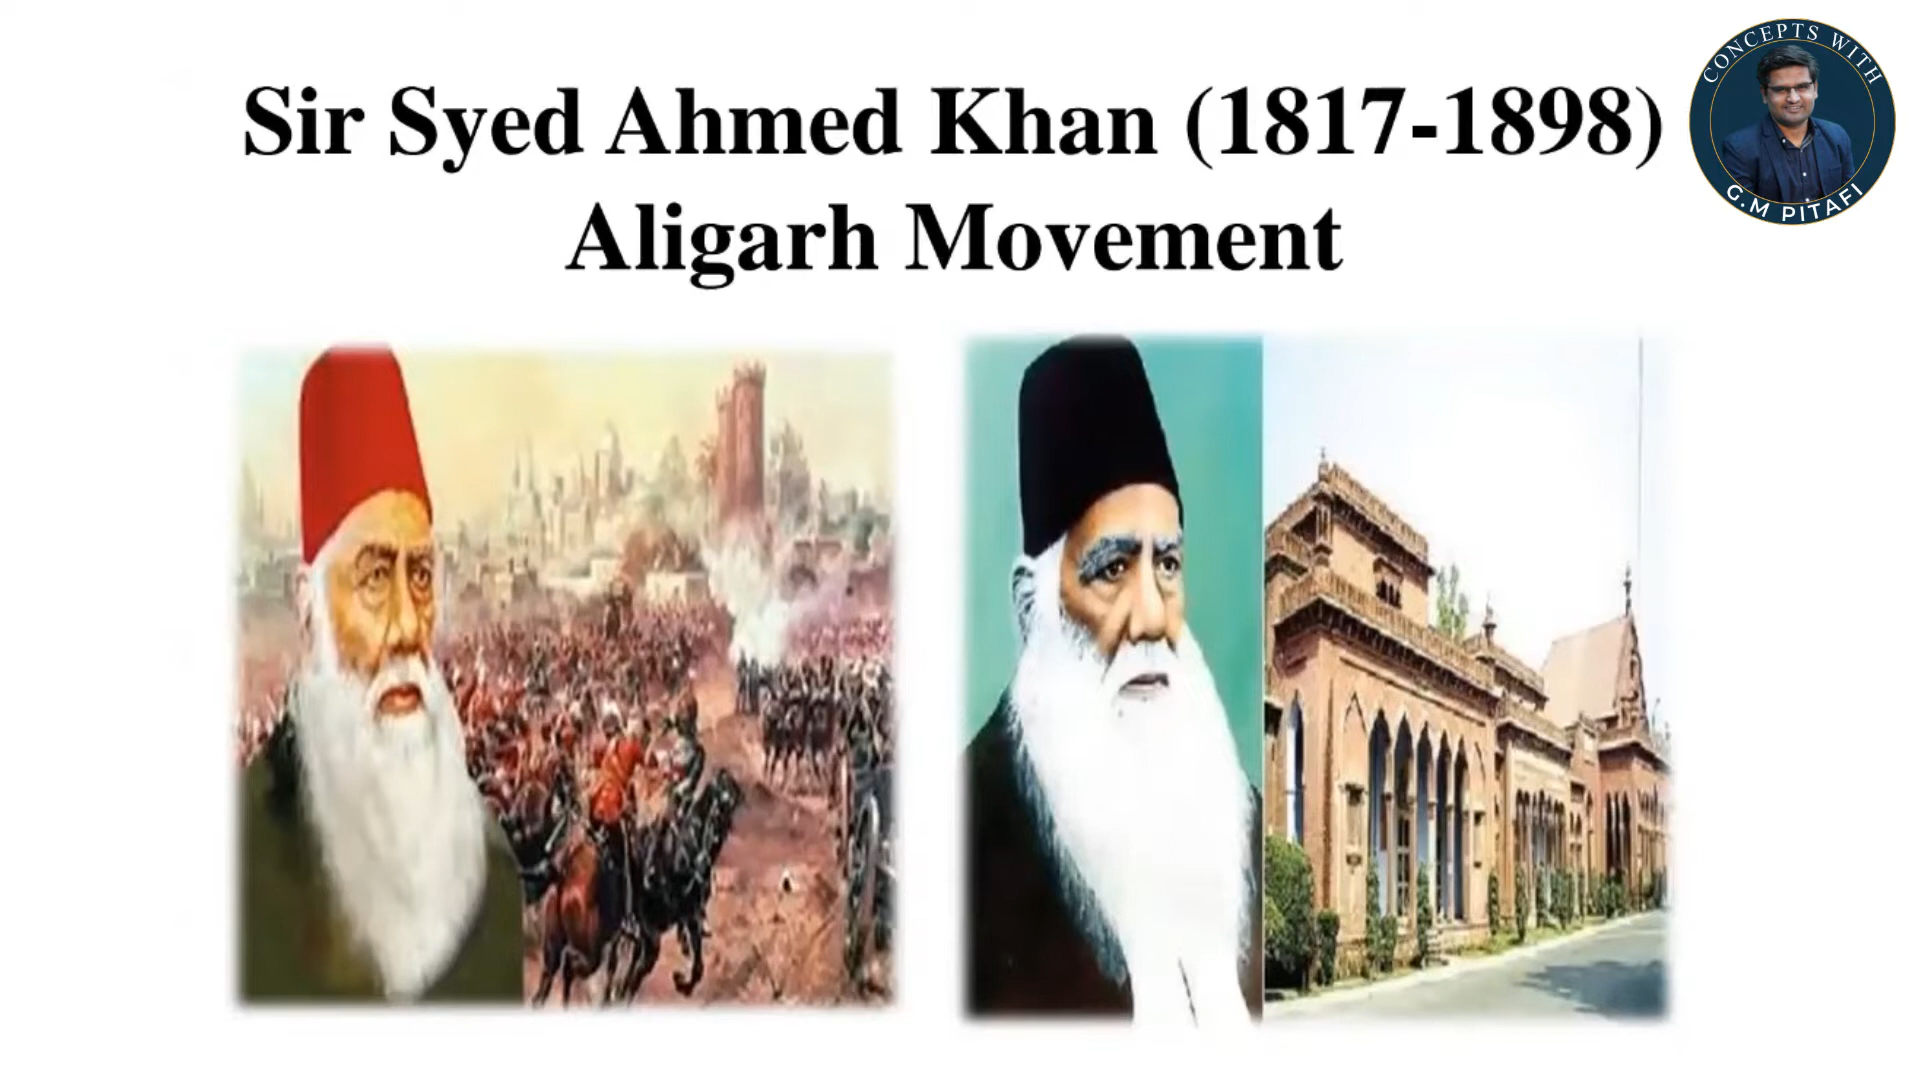 Sir Syed Ahmed Khan (1817-1898)
Aligarh Movement
CONCEPTS WITH
G.M PITAFI